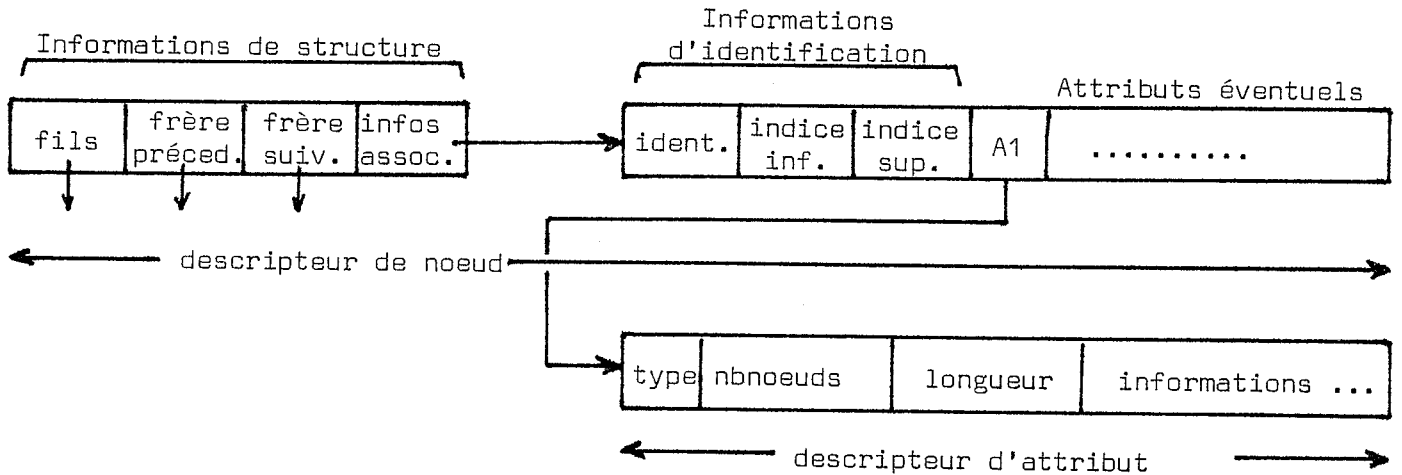 Informations de structure
Informations
d'identification
Attributs éventuels
fils
frère
préced.
frère
suiv.
infos
assoc.
ident.
indice
inf.
indice
sup.
A1
..........
descripteur de noeud
type
nbnoeuds
longueur
informations ...
descripteur d'attribut